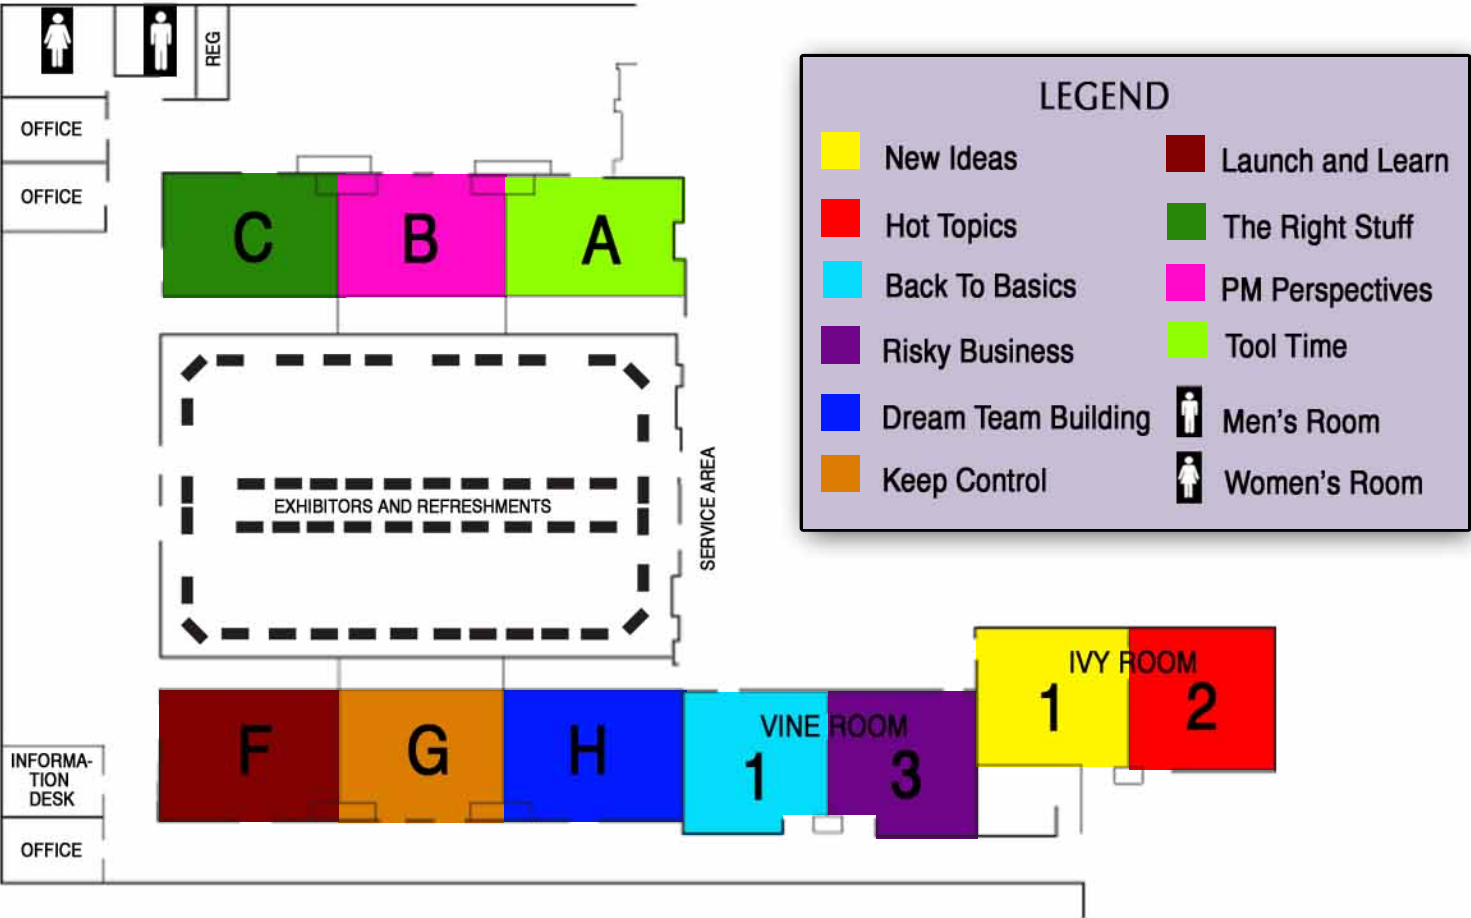 REG
OFFICE
OFFICE
C
B
A
EXHIBITORS AND REFRESHMENTS
SERVICE AREA
F
G
H
VINE ROOM
1
3
IVY ROOM
1
2
INFORMA-
TION
DESK
OFFICE
LEGEND
New Ideas
Hot Topics
Back To Basics
Risky Business
Dream Team Building
Keep Control
Launch and Learn
The Right Stuff
PM Perspectives
Tool Time
Men's Room
Women's Room